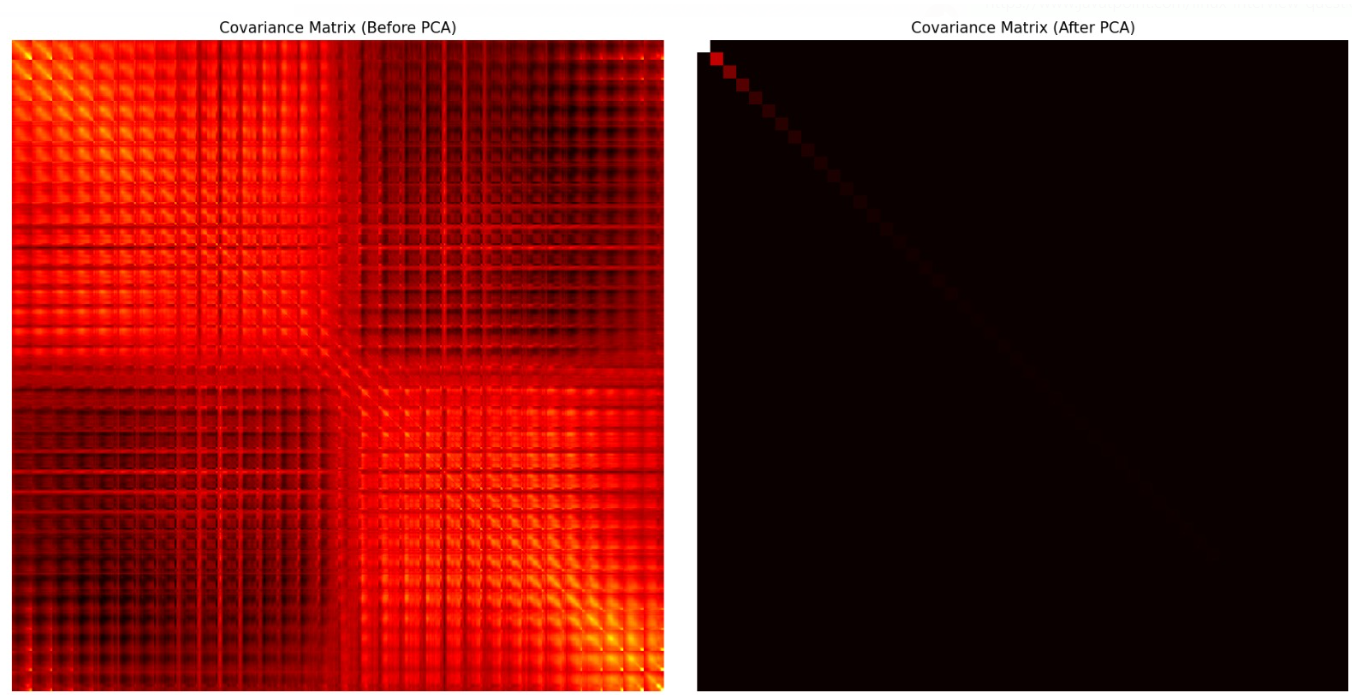 Covariance Matrix (Before PCA)
Covariance Matrix (After PCA)